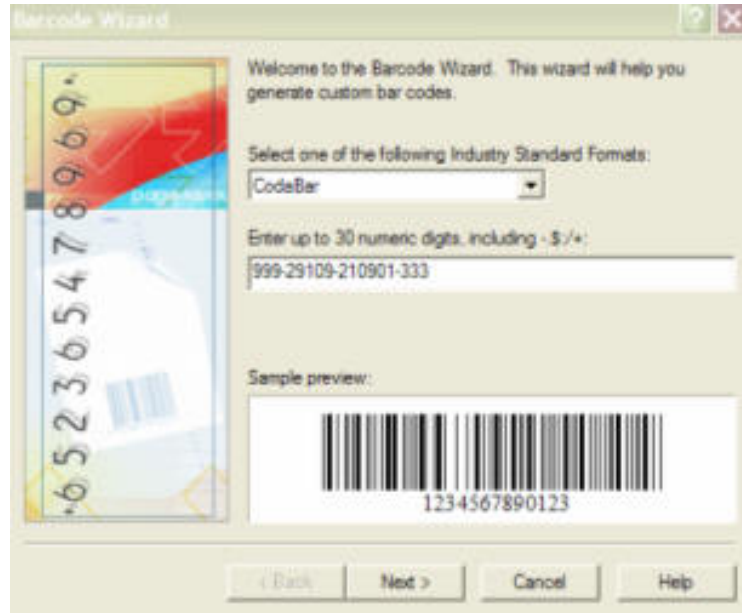 Barcode Wizard
Welcome to the Barcode Wizard. This wizard will help you
generate custom bar codes.
Select one of the following Industry Standard Formats:
CodaBar
Enter up to 30 numeric digits, including - $:/+:
999-29109-210901-333
Sample preview:
1234567890123
< Back
Next >
Cancel
Help